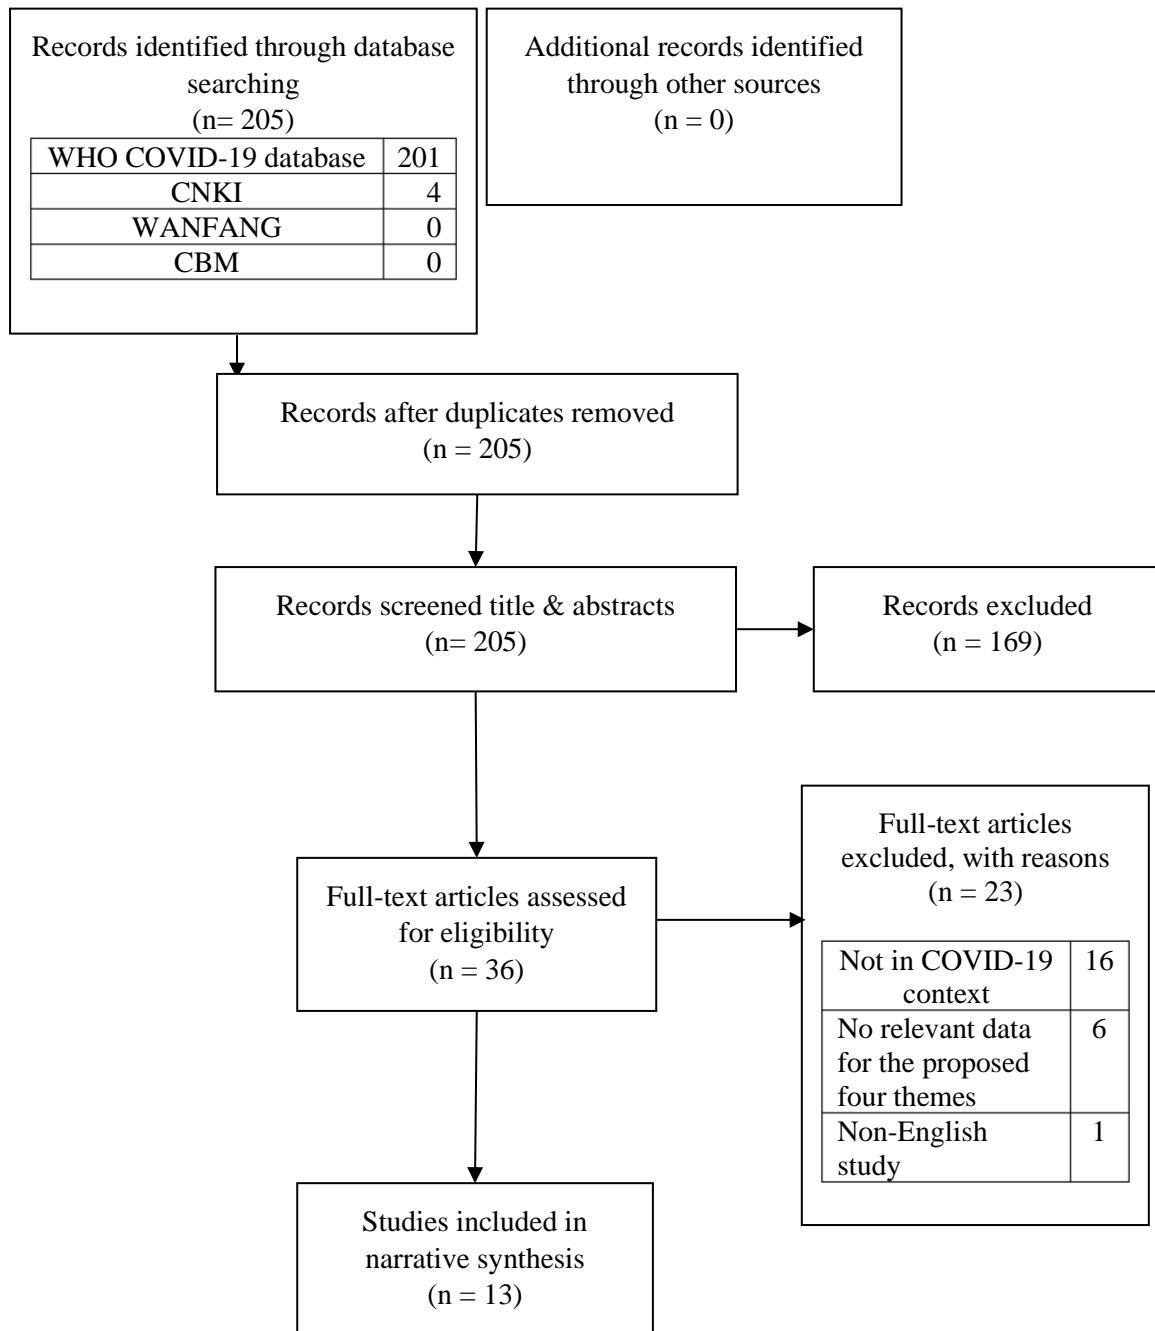 Records identified through database
searching
(n= 205)
WHO COVID-19 database 201
CNKI 4
WANFANG 0
CBM 0
Additional records identified
through other sources
(n = 0)
Records after duplicates removed
(n = 205)
Records screened title & abstracts
(n= 205)
Records excluded
(n = 169)
Full-text articles assessed
for eligibility
(n = 36)
Full-text articles
excluded, with reasons
(n = 23)
Not in COVID-19 16
context
No relevant data 6
for the proposed
four themes
Non-English 1
study
Studies included in
narrative synthesis
(n = 13)